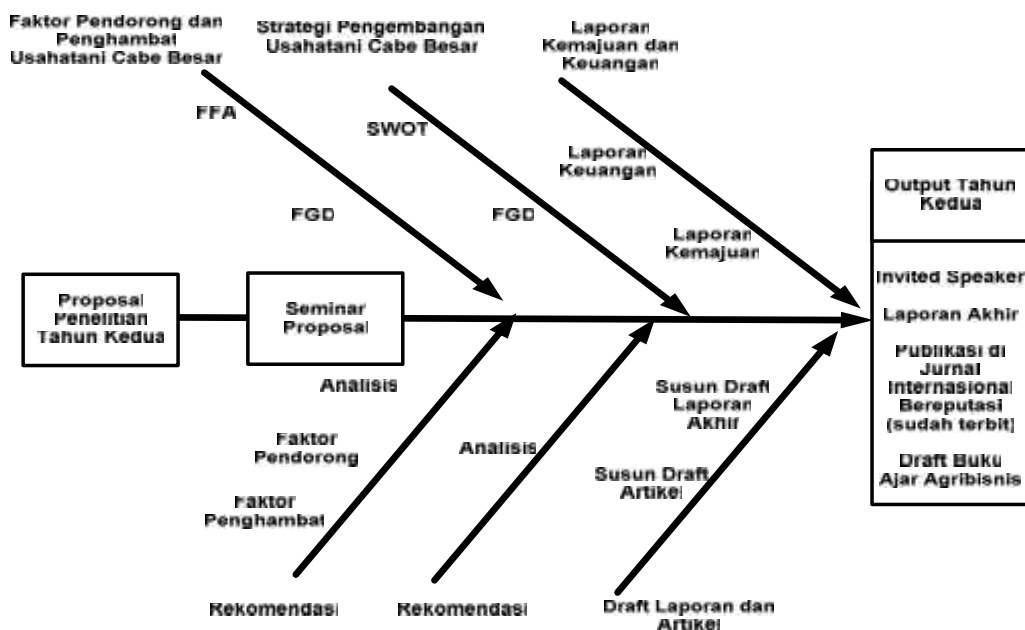 Faktor Pendorong dan
Penghambat
Usahatani Cabe Besar
Strategi Pengembangan
Usahatani Cabe Besar
Laporan
Kemajuan dan
Keuangan
FFA
SWOT
Laporan
Keuangan
FGD
FGD
Laporan
Kemajuan
Output Tahun
Kedua
Proposal
Penelitian
Tahun Kedua
Seminar
Proposal
Invited Speaker
Laporan Akhir
Publikasi di
Jurnal
Internasional
Bereputasi
(sudah terbit)
Draft Buku
Ajar Agribisnis
Analisis
Faktor
Pendorong
Faktor
Penghambat
Rekomendasi
Analisis
Rekomendasi
Susun Draft
Laporan
Akhir
Susun Draft
Artikel
Draft Laporan dan
Artikel